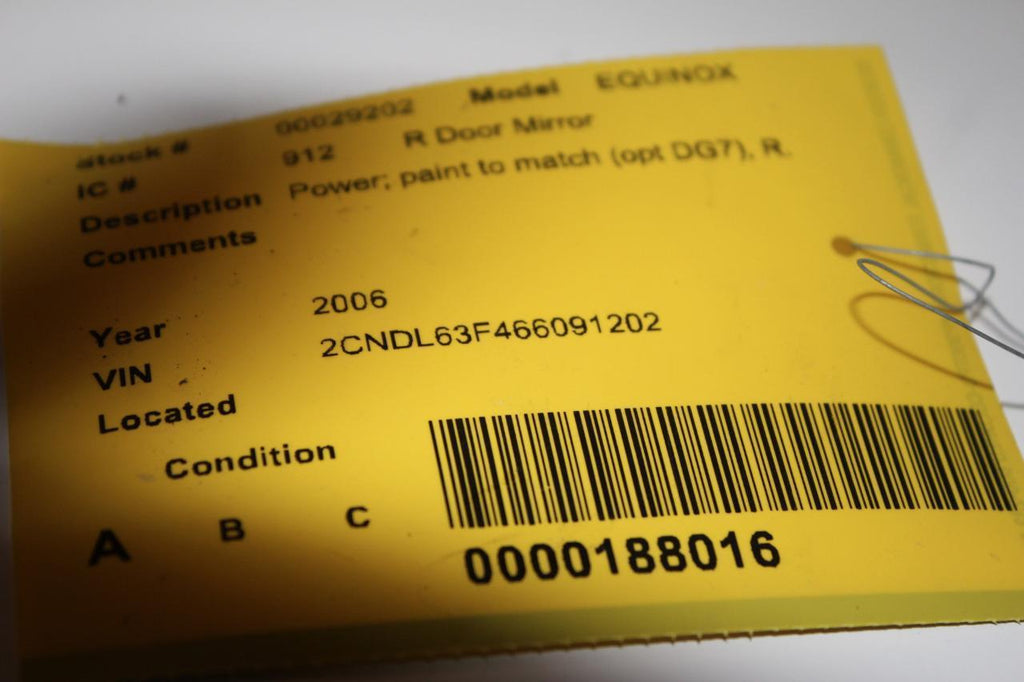 Stock # 00029202 Model EQUINOX
IC # 912 R Door Mirror
Description Power; paint to match (opt DG7), R.
Comments
Year 2006
VIN 2CNDL63F466091202
Located
Condition
A B C
0000188016